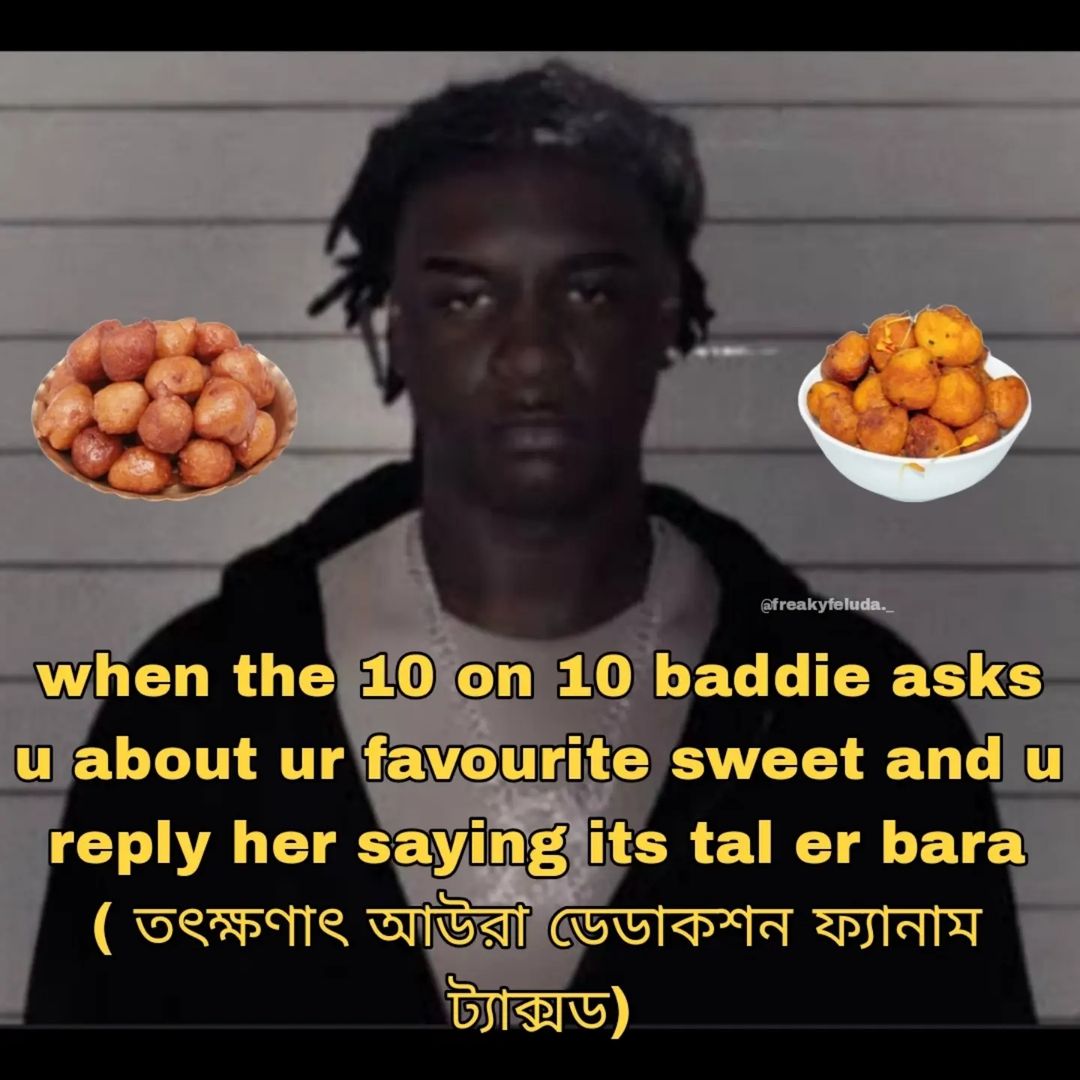 @freakyfeluda._
when the 10 on 10 baddie asks
u about ur favourite sweet and u
reply her saying its tal er bara
( তৎক্ষণাৎ আউরা ডেডাকশন ফ্যানাম
ট্যাক্সড)